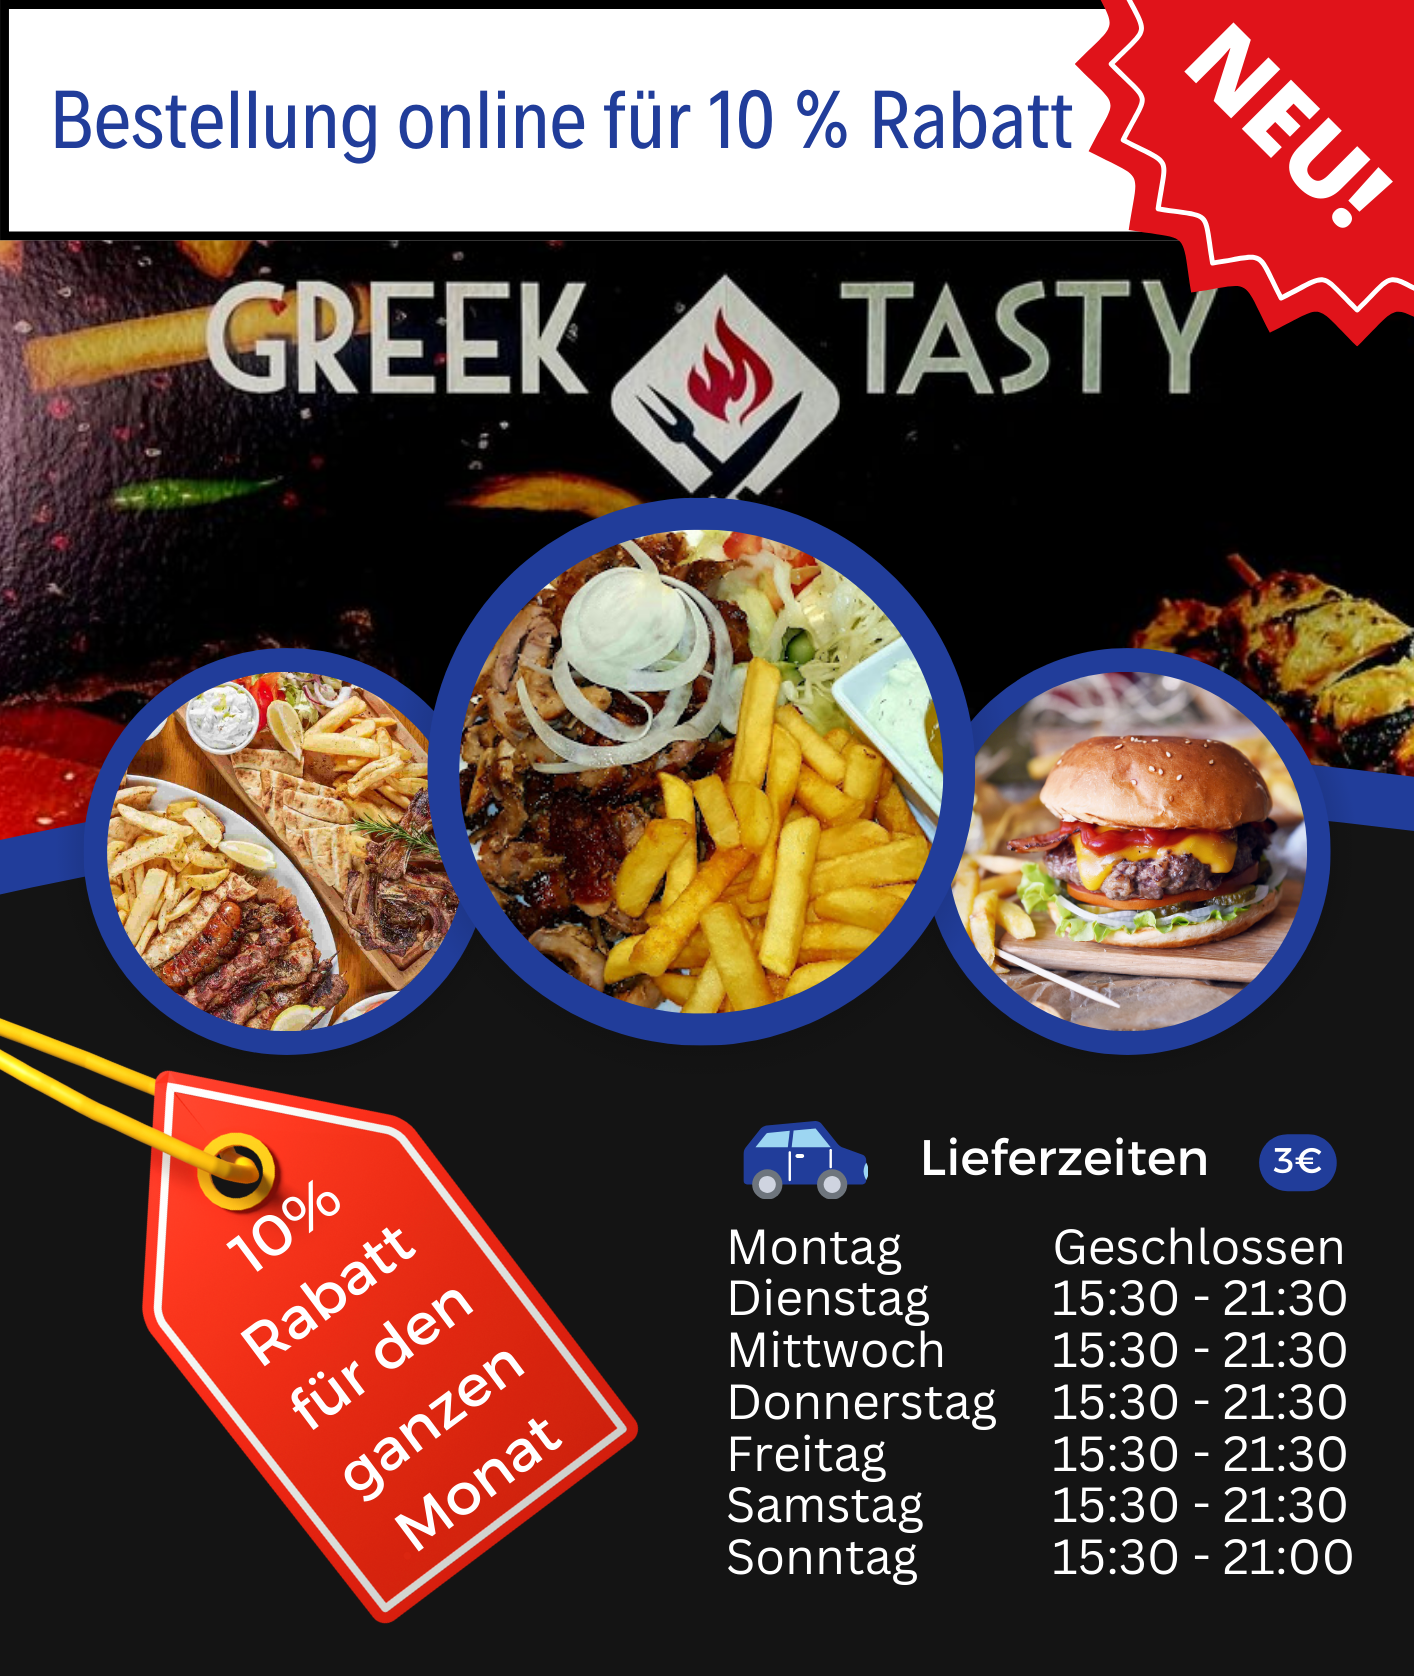 Bestellung online für 10 % Rabatt
NEU!
GREEK TASTY
10%
Rabatt
für den
ganzen
Monat
Lieferzeiten 3€
Montag Geschlossen
Dienstag 15:30 - 21:30
Mittwoch 15:30 - 21:30
Donnerstag 15:30 - 21:30
Freitag 15:30 - 21:30
Samstag 15:30 - 21:30
Sonntag 15:30 - 21:00